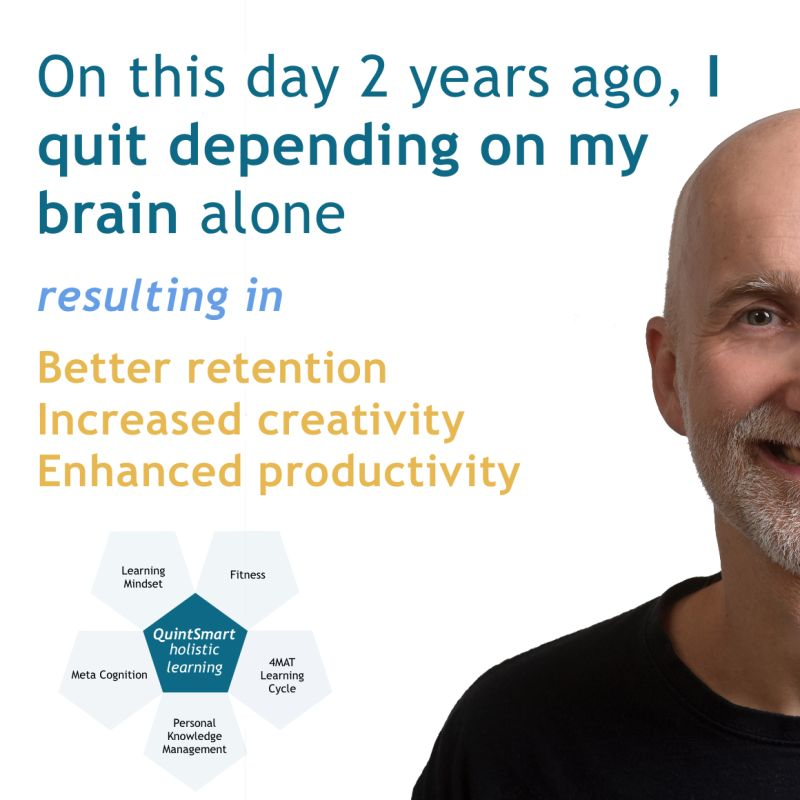 On this day 2 years ago, I
quit depending on my
brain alone
resulting in
Better retention
Increased creativity
Enhanced productivity
Learning
Mindset
Fitness
QuintSmart
holistic
learning
Meta Cognition
4MAT
Learning
Cycle
Personal
Knowledge
Management